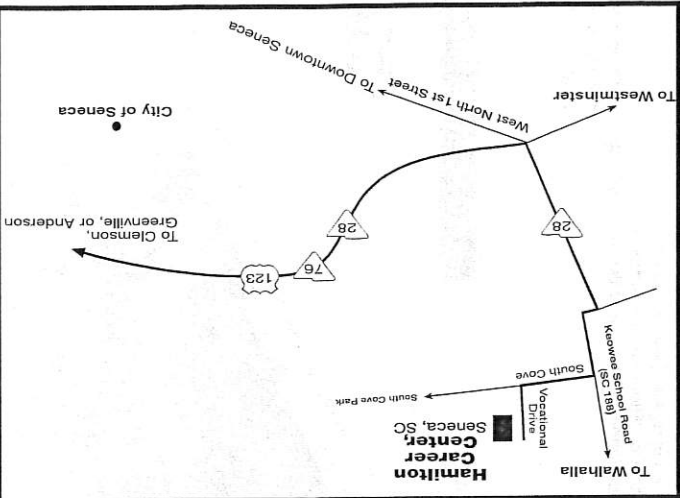 To Walhalla
Hamilton
Career
Center,
Seneca, SC
Vocational
Drive
Keowee School Road
(SC 188)
South Cove
South Cove Park
28
76
28
123
To Clemson,
Greenville, or, Anderson
City of Seneca
To Westminster
West North 1st Street
To Downtown Seneca